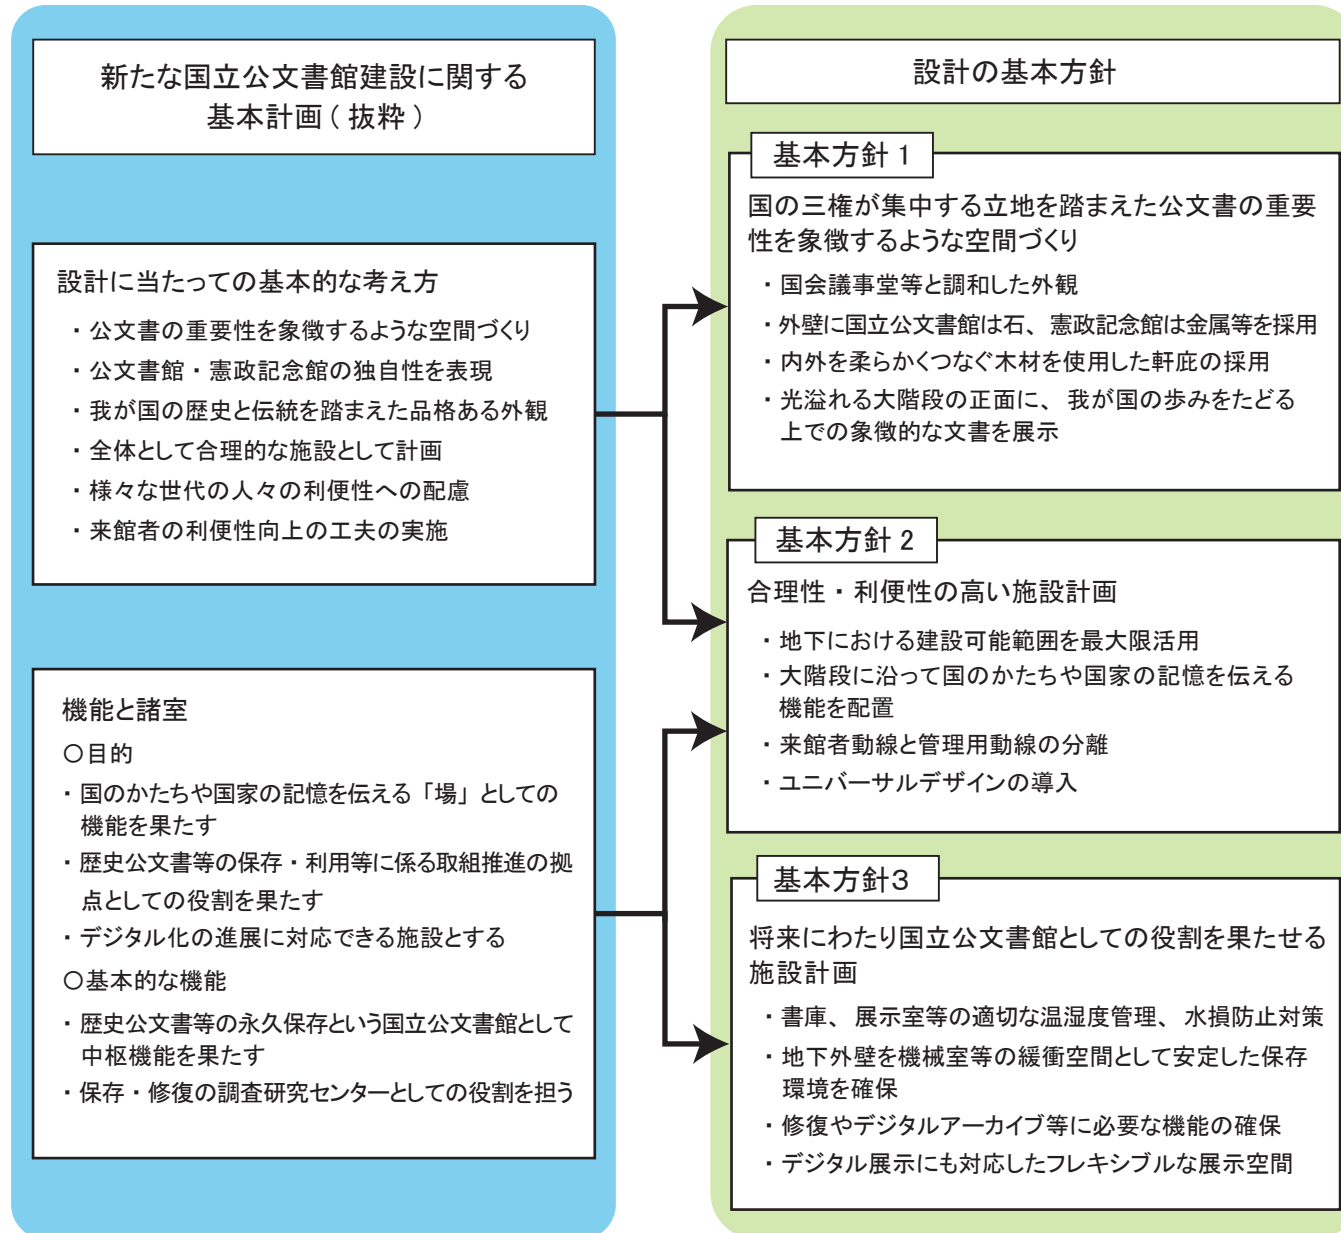 新たな国立公文書館建設に関する
基本計画(抜粋)
設計に当たっての基本的な考え方
・公文書の重要性を象徴するような空間づくり
・公文書館・憲政記念館の独自性を表現
・我が国の歴史と伝統を踏まえた品格ある外観
・全体として合理的な施設として計画
・様々な世代の人々の利便性への配慮
・来館者の利便性向上の工夫の実施
機能と諸室
○目的
・国のかたちや国家の記憶を伝える「場」としての
機能を果たす
・歴史公文書等の保存・利用等に係る取組推進の拠
点としての役割を果たす
・デジタル化の進展に対応できる施設とする
○基本的な機能
・歴史公文書等の永久保存という国立公文書館として
中枢機能を果たす
・保存・修復の調査研究センターとしての役割を担う
設計の基本方針
基本方針1
国の三権が集中する立地を踏まえた公文書の重要
性を象徴するような空間づくり
・国会議事堂等と調和した外観
・外壁に国立公文書館は石、憲政記念館は金属等を採用
・内外を柔らかくつなぐ木材を使用した軒庇の採用
・光溢れる大階段の正面に、我が国の歩みをたどる
上での象徴的な文書を展示
基本方針2
合理性・利便性の高い施設計画
・地下における建設可能範囲を最大限活用
・大階段に沿って国のかたちや国家の記憶を伝える
機能を配置
・来館者動線と管理用動線の分離
・ユニバーサルデザインの導入
基本方針3
将来にわたり国立公文書館としての役割を果たせる
施設計画
・書庫、展示室等の適切な温湿度管理、水損防止対策
・地下外壁を機械室等の緩衝空間として安定した保存
環境を確保
・修復やデジタルアーカイブ等に必要な機能の確保
・デジタル展示にも対応したフレキシブルな展示空間